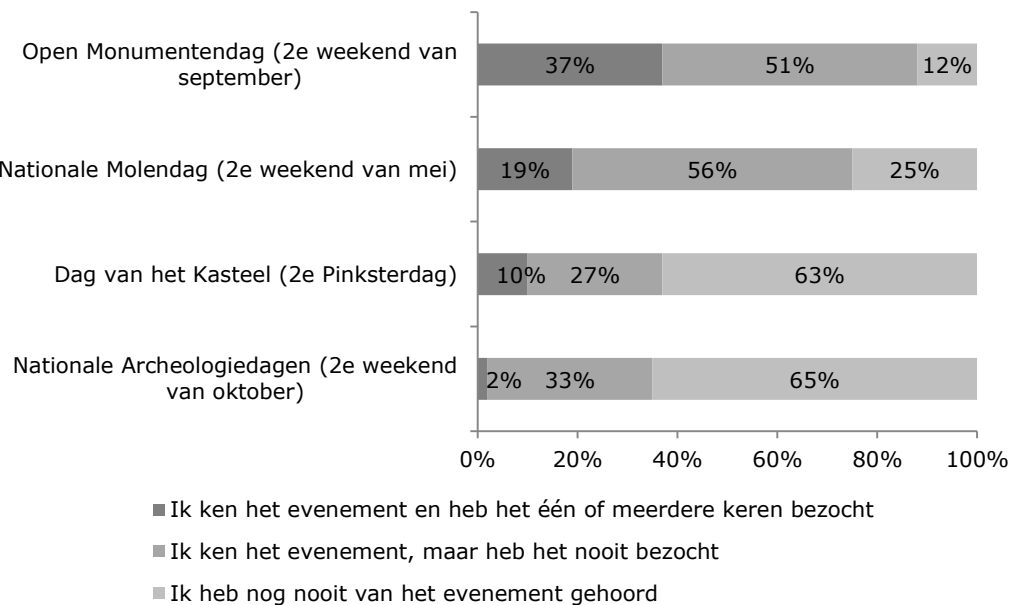 Open Monumentendag (2e weekend van
september)
37% 51% 12%
Nationale Molendag (2e weekend van mei)
19% 56% 25%
Dag van het Kasteel (2e Pinksterdag)
10% 27% 63%
Nationale Archeologiedagen (2e weekend
van oktober)
2% 33% 65%
0% 20% 40% 60% 80% 100%
Ik ken het evenement en heb het één of meerdere keren bezocht
Ik ken het evenement, maar heb het nooit bezocht
Ik heb nog nooit van het evenement gehoord